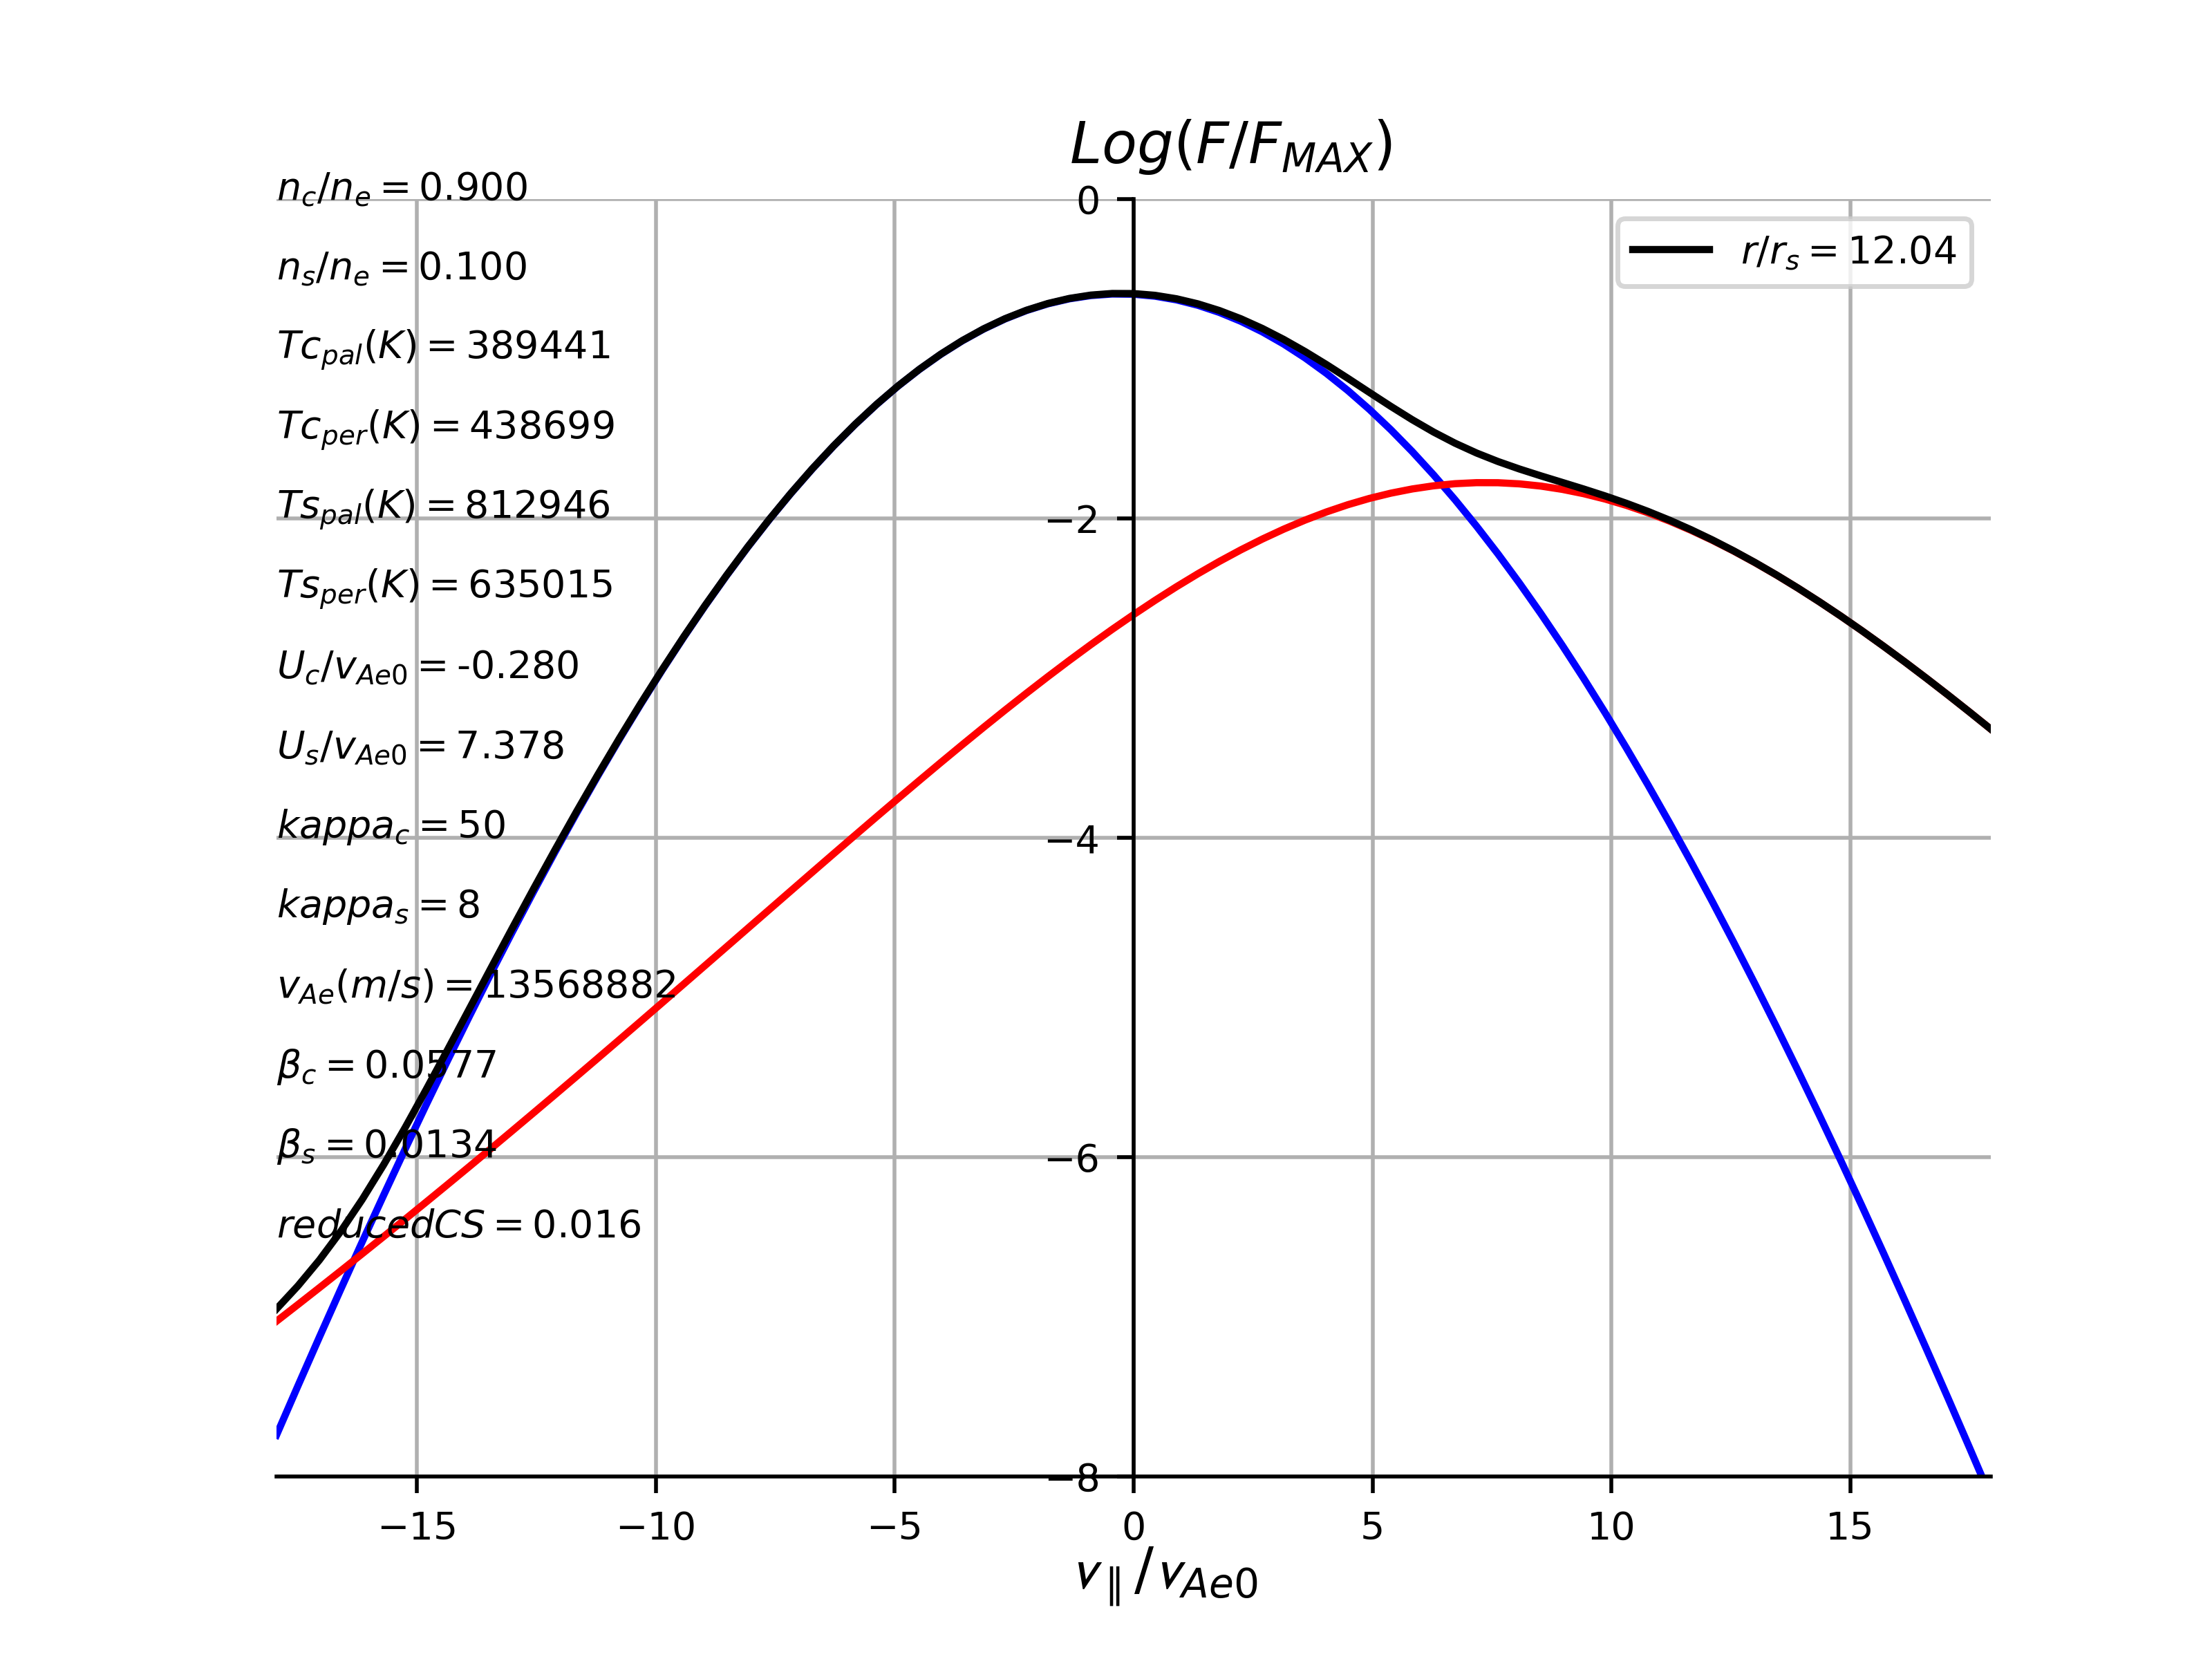 Log(F/F_MAX)
n_c/n_e = 0.900
n_s/n_e = 0.100
Tc_pal(K) = 389441
Tc_per(K) = 438699
Ts_pal(K) = 812946
Ts_per(K) = 635015
U_c/v_Ae0 = -0.280
U_s/v_Ae0 = 7.378
kappa_c = 50
kappa_s = 8
v_Ae(m/s) = 13568882
β_c = 0.0577
β_s = 0.0134
reducedCS = 0.016
r/r_s = 12.04
0
−2
−4
−6
−8
−15 −10 −5 0 5 10 15
v_∥/v_Ae0